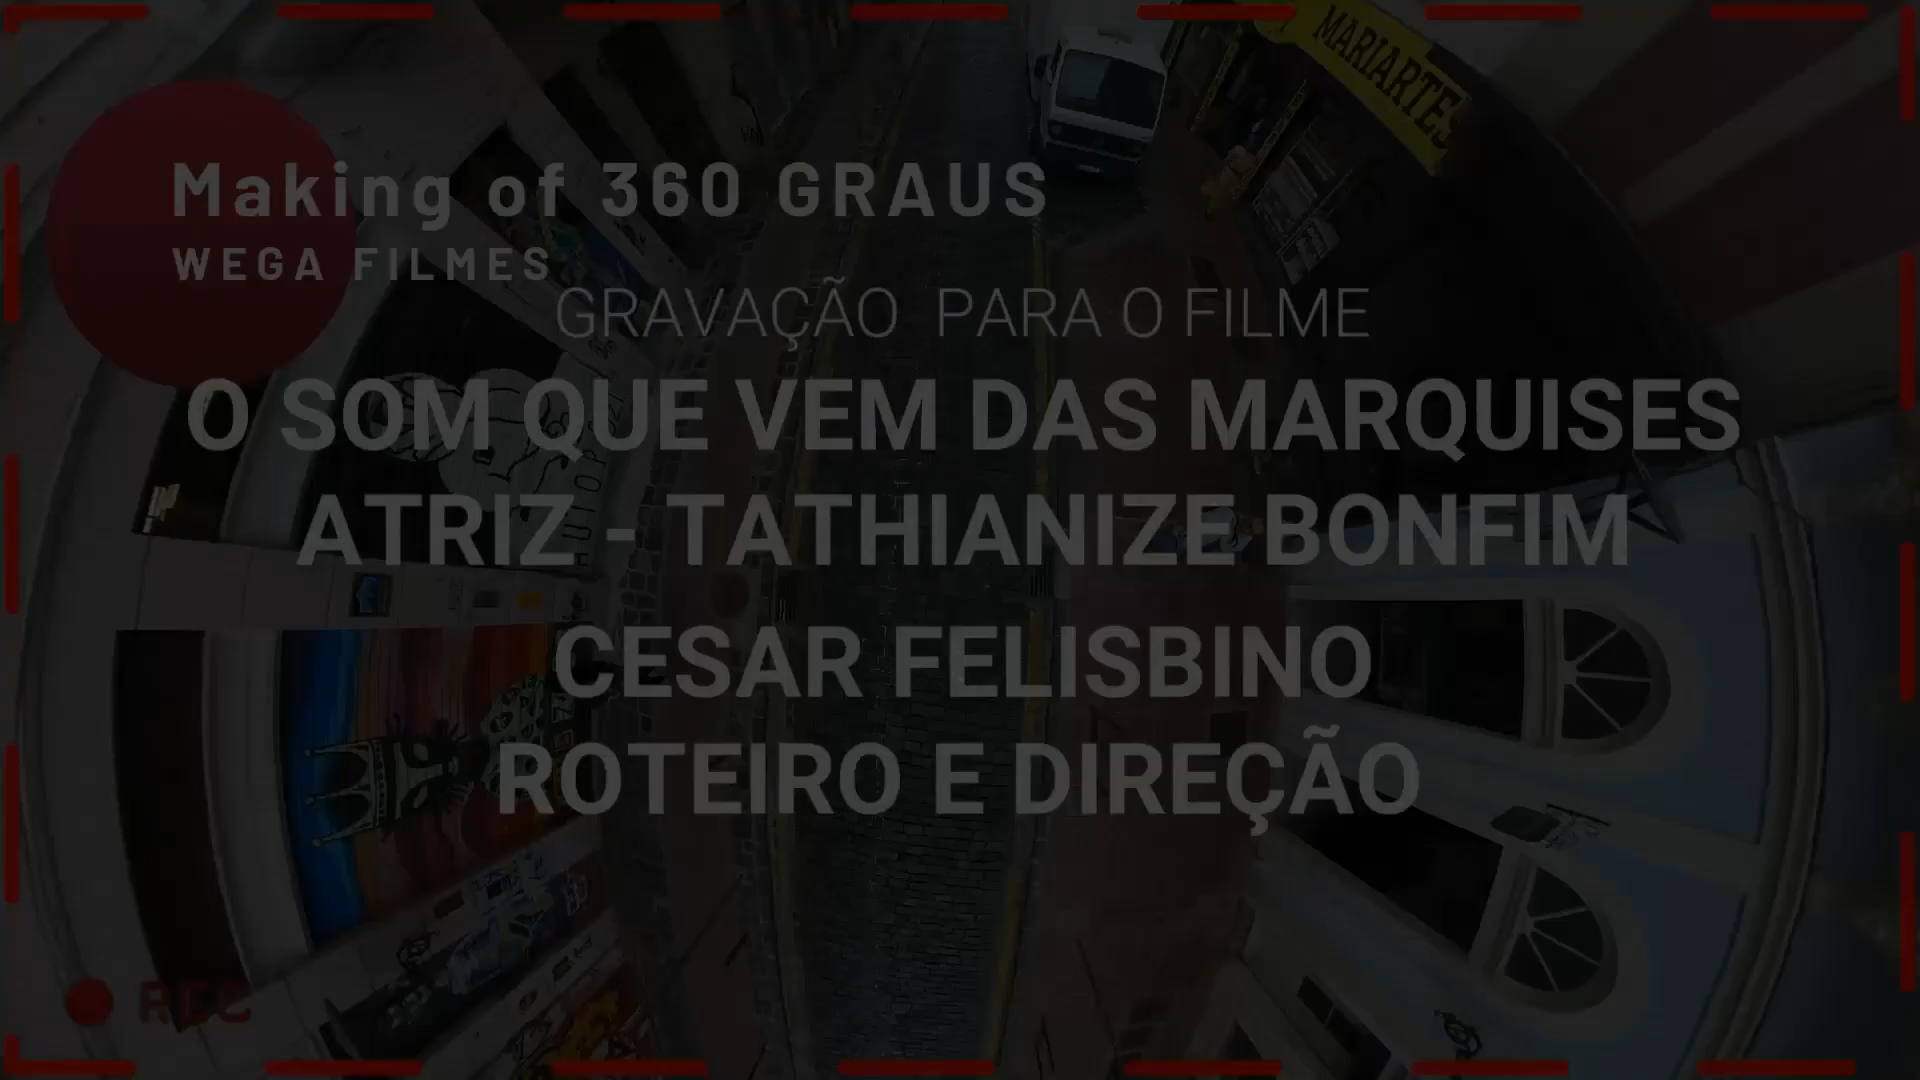 MARIARTES
Making of 360 GRAUS
WEGA FILMES
GRAVAÇÃO PARA O FILME
O SOM QUE VEM DAS MARQUISES
ATRIZ - TATHIANIZE BONFIM
CESAR FELISBINO
ROTEIRO E DIREÇÃO
REC